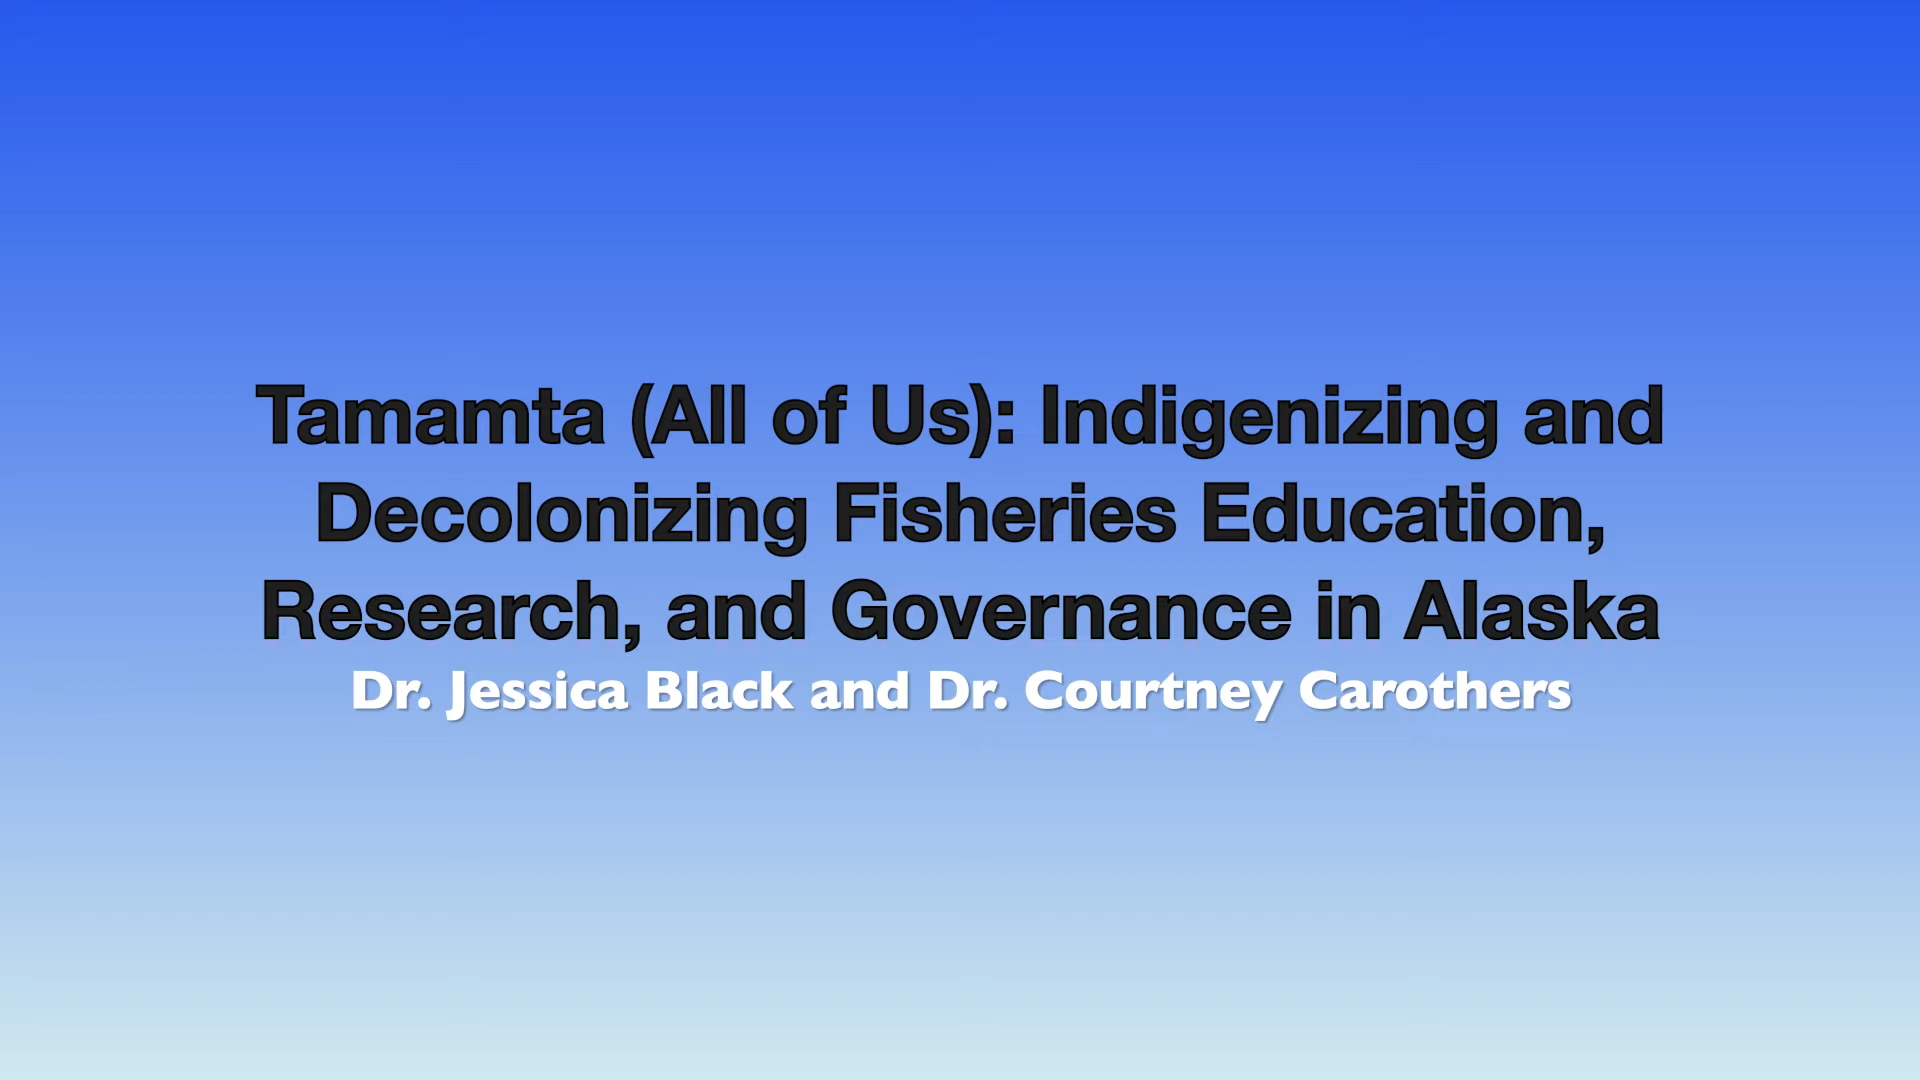 Tamamta (All of Us): Indigenizing and
Decolonizing Fisheries Education,
Research, and Governance in Alaska
Dr. Jessica Black and Dr. Courtney Carothers